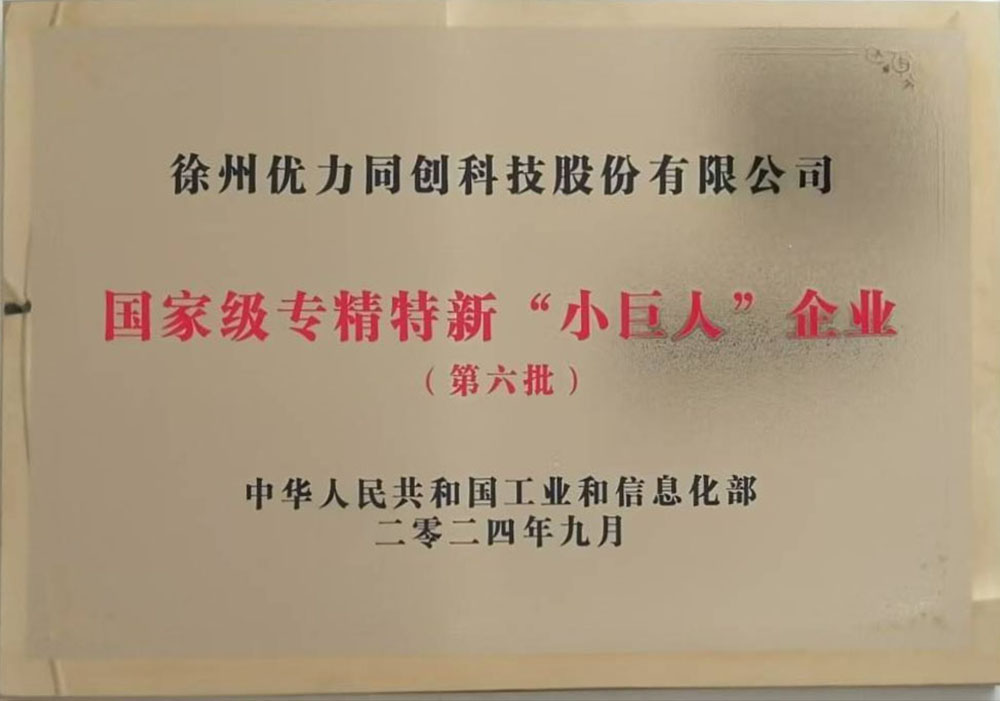 徐州优力同创科技股份有限公司
国家级专精特新“小巨人”企业
（第六批）
中华人民共和国工业和信息化部
二零二四年九月